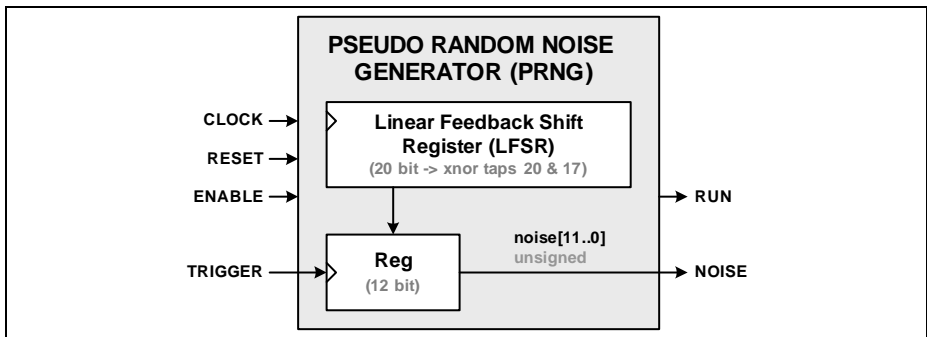 PSEUDO RANDOM NOISE
GENERATOR (PRNG)
CLOCK
Linear Feedback Shift
Register (LFSR)
(20 bit -> xnor taps 20 & 17)
RESET
ENABLE
RUN
noise[11..0]
unsigned
TRIGGER
Reg
(12 bit)
NOISE